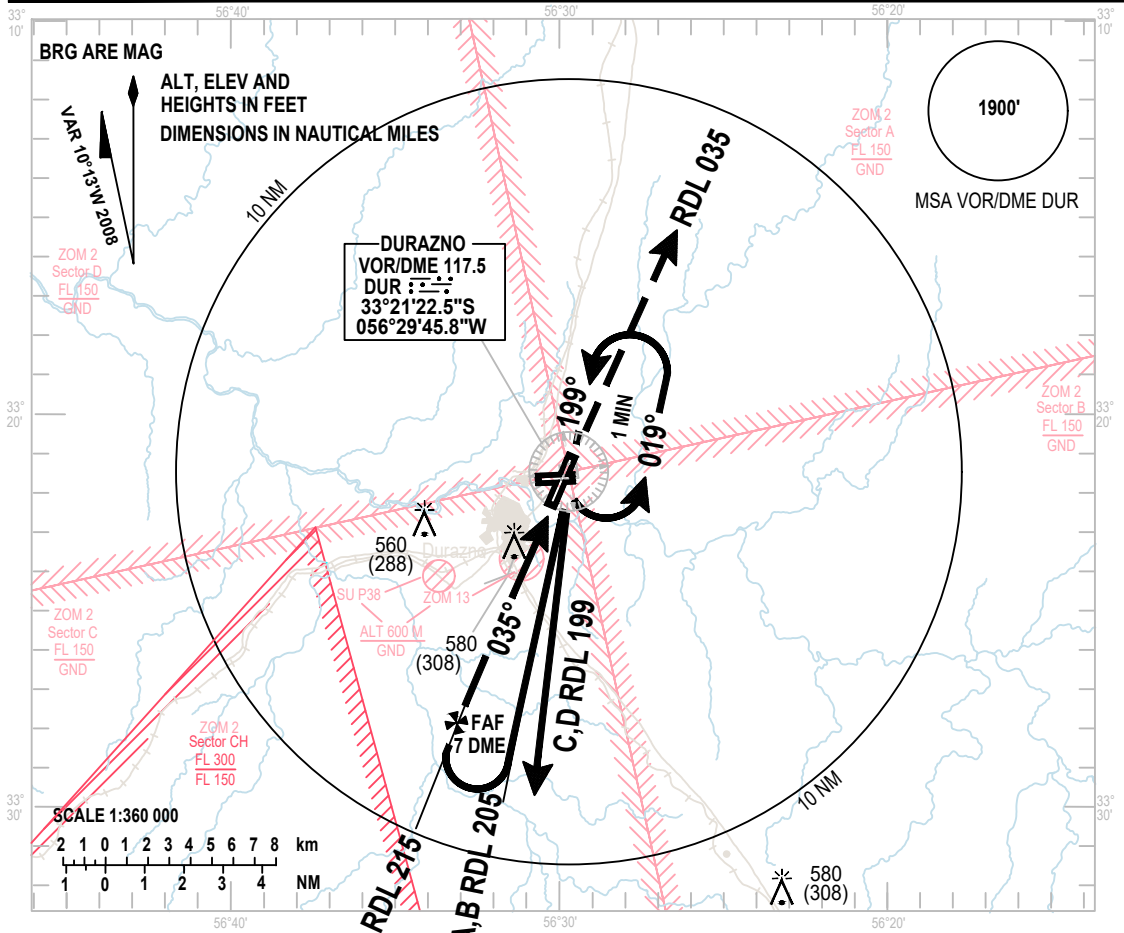 56°40'
56°30'
56°20'
33°
10'
33°
10'
BRG ARE MAG
ALT, ELEV AND
HEIGHTS IN FEET
DIMENSIONS IN NAUTICAL MILES
VAR 10°13'W 2008
1900'
MSA VOR/DME DUR
ZOM 2
Sector A
FL 150
GND
10 NM
RDL 035
DURAZNO
VOR/DME 117.5
DUR
33°21'22.5"S
056°29'45.8"W
ZOM 2
Sector D
FL 150
GND
199°
1 MIN
019°
33°
20'
ZOM 2
Sector B
FL 150
GND
33°
20'
560
(288)
Durazno
SU P38
ZOM 13
ALT 600 M
GND
580
(308)
035°
C,D RDL 199
ZOM 2
Sector C
FL 150
GND
FAF
7 DME
ZOM 2
Sector CH
FL 300
FL 150
10 NM
33°
30'
33°
30'
SCALE 1:360 000
2 1 0 1 2 3 4 5 6 7 8 km
1 0 1 2 3 4 NM
RDL 215
A,B RDL 205
580
(308)
56°40'
56°30'
56°20'